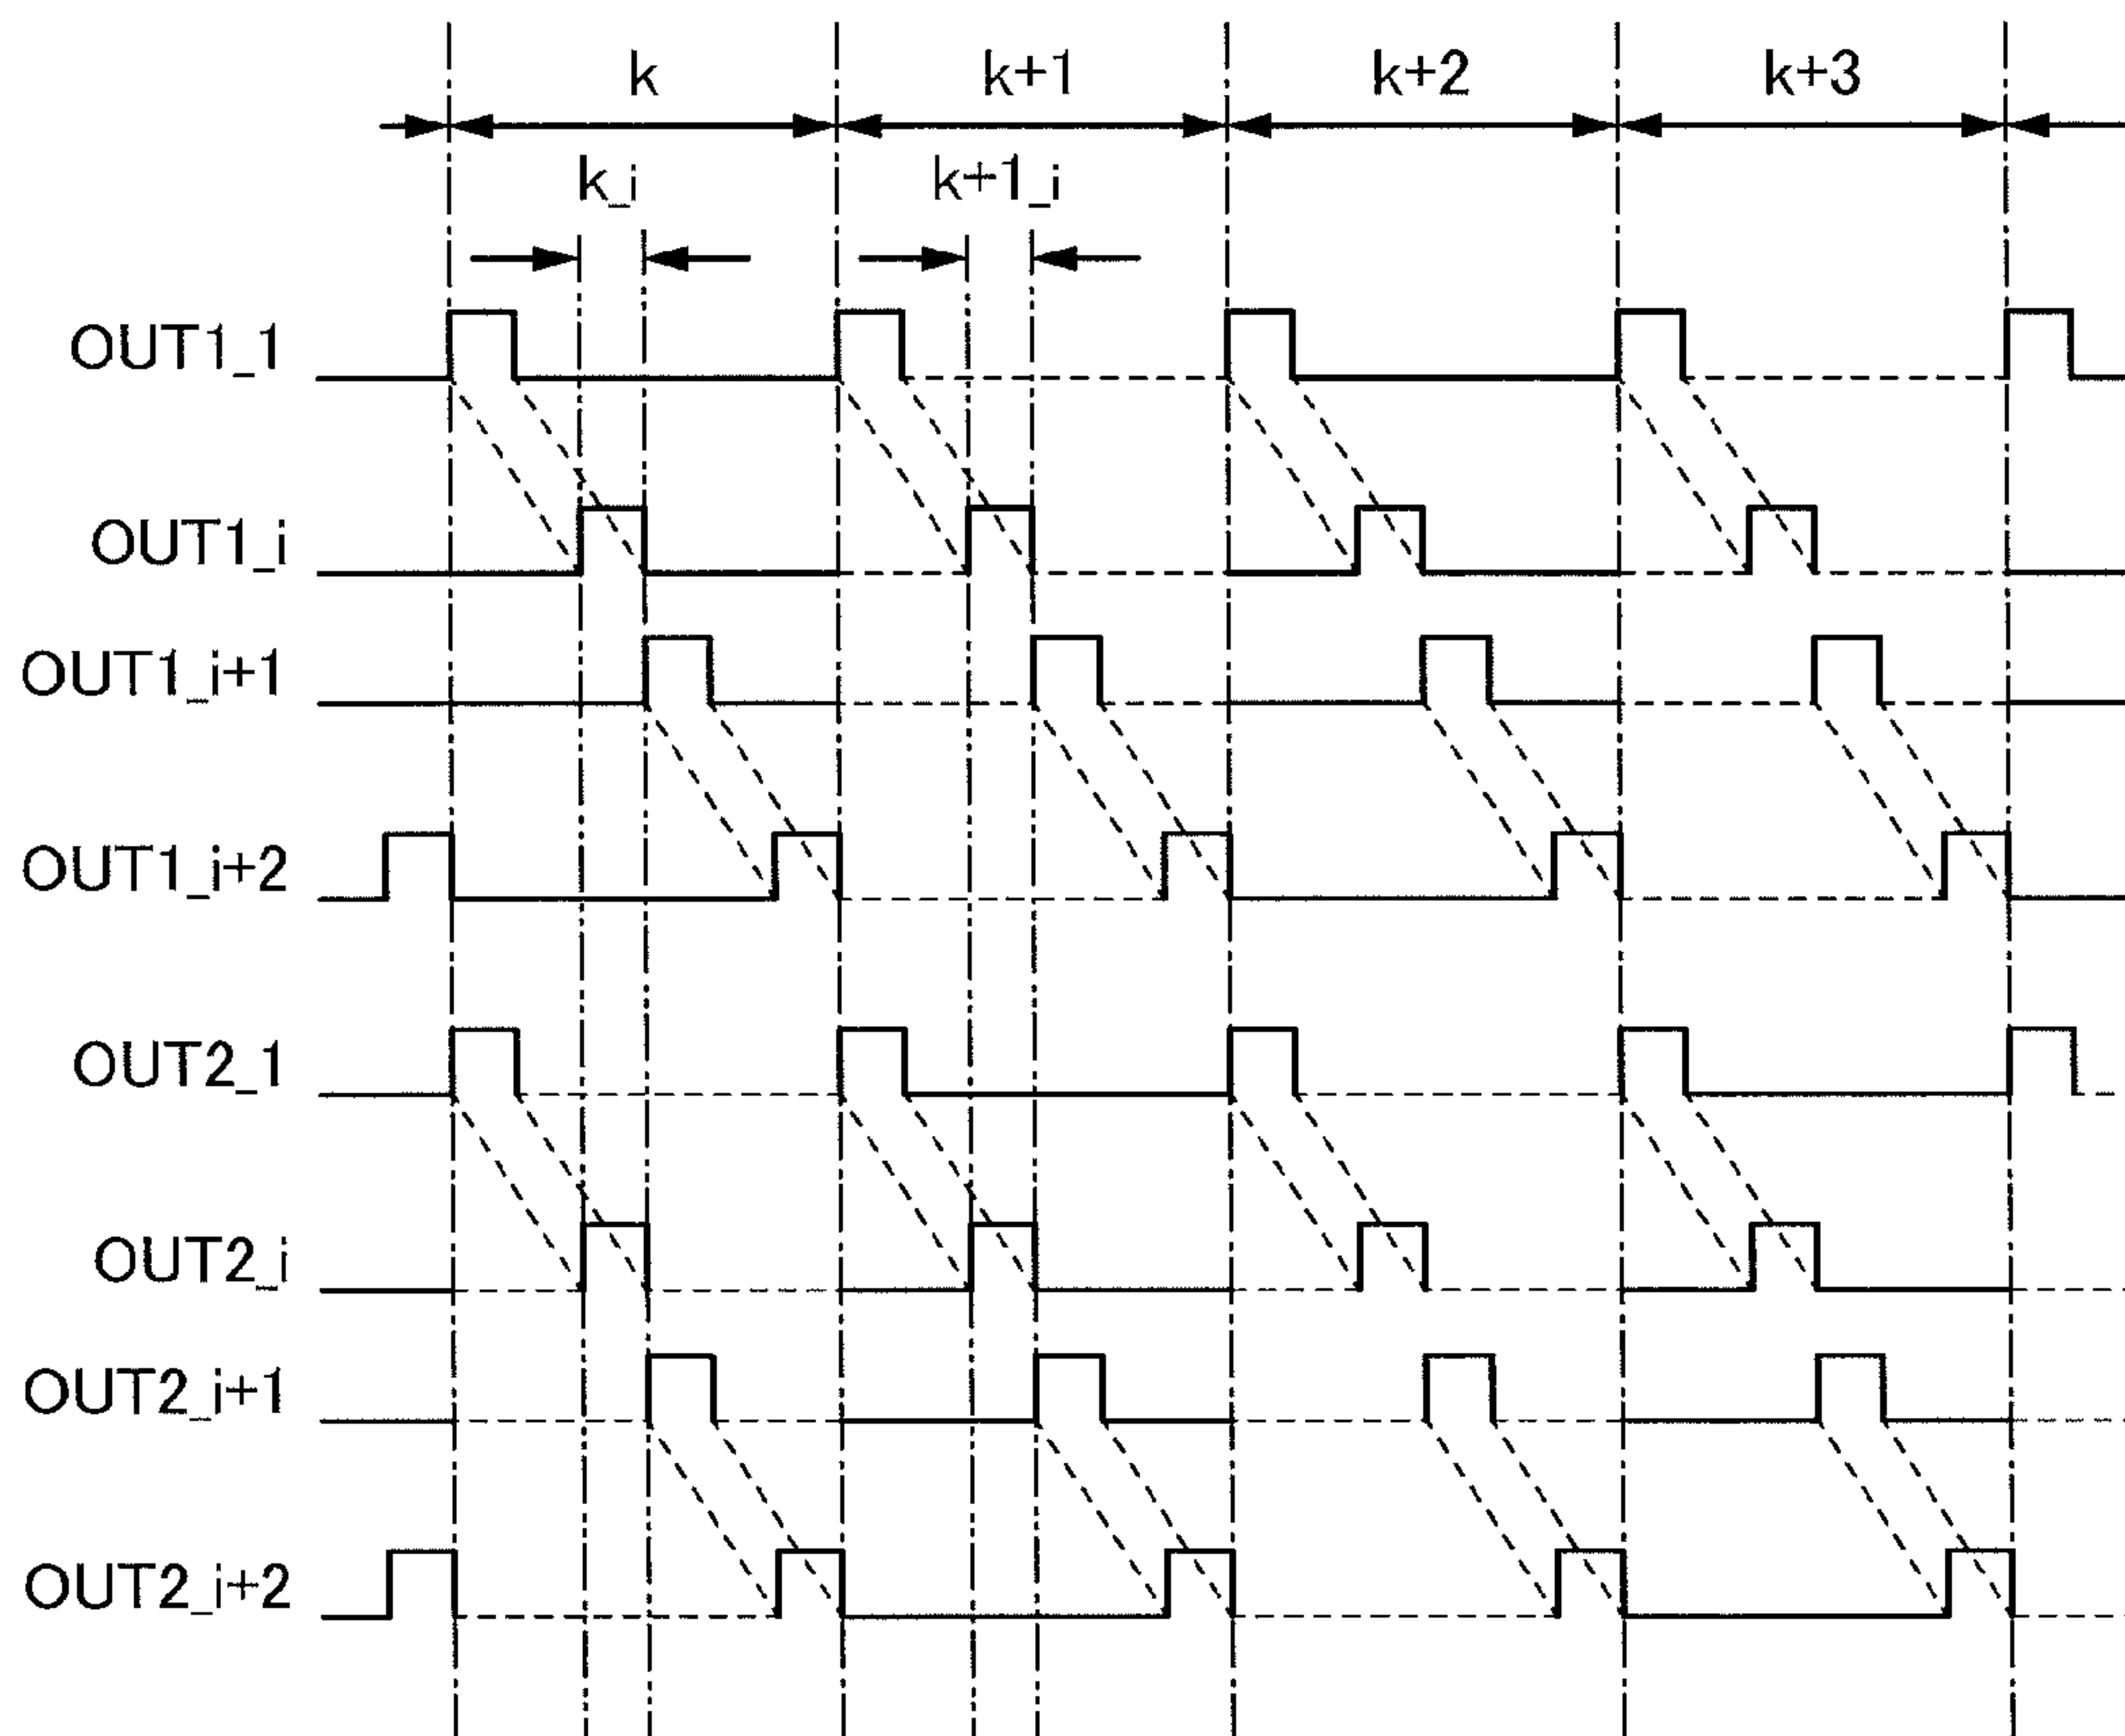 k k+1 k+2 k+3
k_i k+1_i
OUT1_1
OUT1_i
OUT1_i+1
OUT1_i+2
OUT2_1
OUT2_i
OUT2_i+1
OUT2_i+2